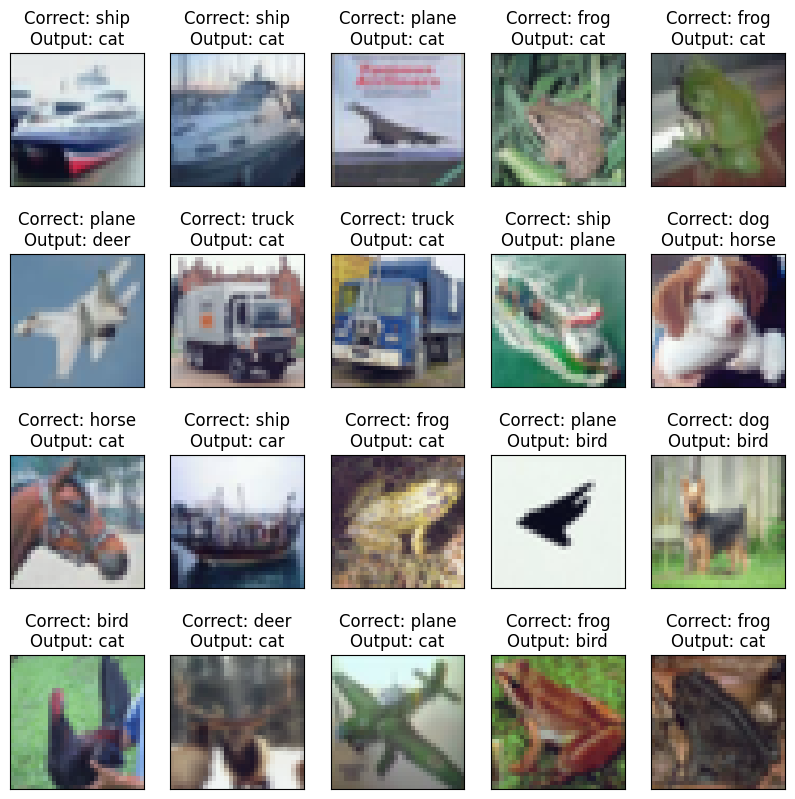 Correct: ship
Output: cat
Correct: ship
Output: cat
Correct: plane
Output: cat
Correct: frog
Output: cat
Correct: frog
Output: cat
Correct: plane
Output: deer
Correct: truck
Output: cat
Correct: truck
Output: cat
Correct: ship
Output: plane
Correct: dog
Output: horse
Correct: horse
Output: cat
Correct: ship
Output: car
Correct: frog
Output: cat
Correct: plane
Output: bird
Correct: dog
Output: bird
Correct: bird
Output: cat
Correct: deer
Output: cat
Correct: plane
Output: cat
Correct: frog
Output: bird
Correct: frog
Output: cat